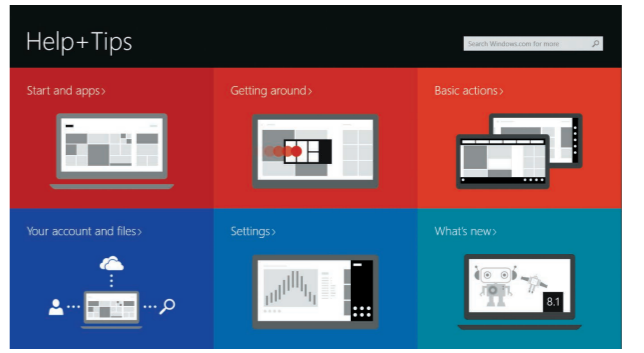 Help+Tips
Search Windows.com for more
Start and apps>
Getting around>
Basic actions>
Your account and files>
Settings>
What's new>
8.1